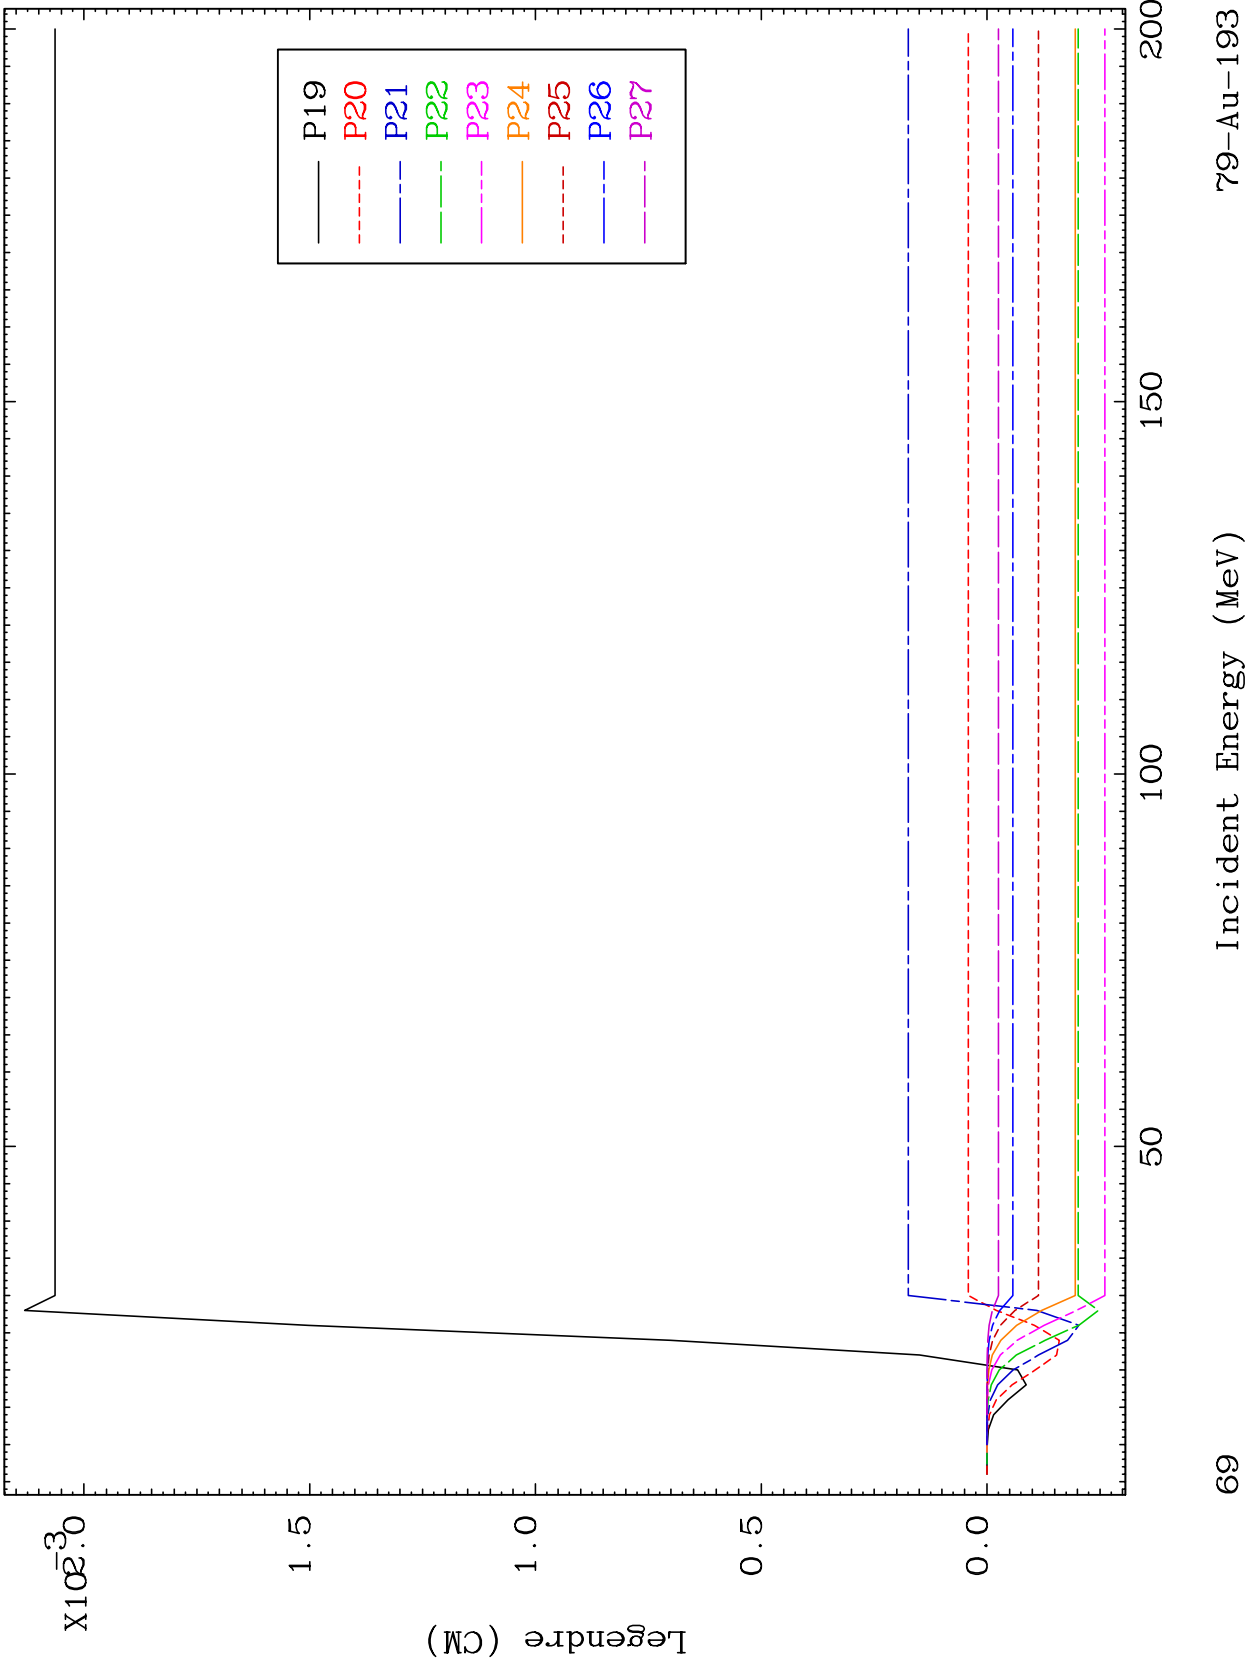 X10-3
2.0
1.5
1.0
0.5
0.0
Legendre (CM)
P19
P20
P21
P22
P23
P24
P25
P26
P27
50
100
150
200
69
Incident Energy (MeV)
79-Au-193